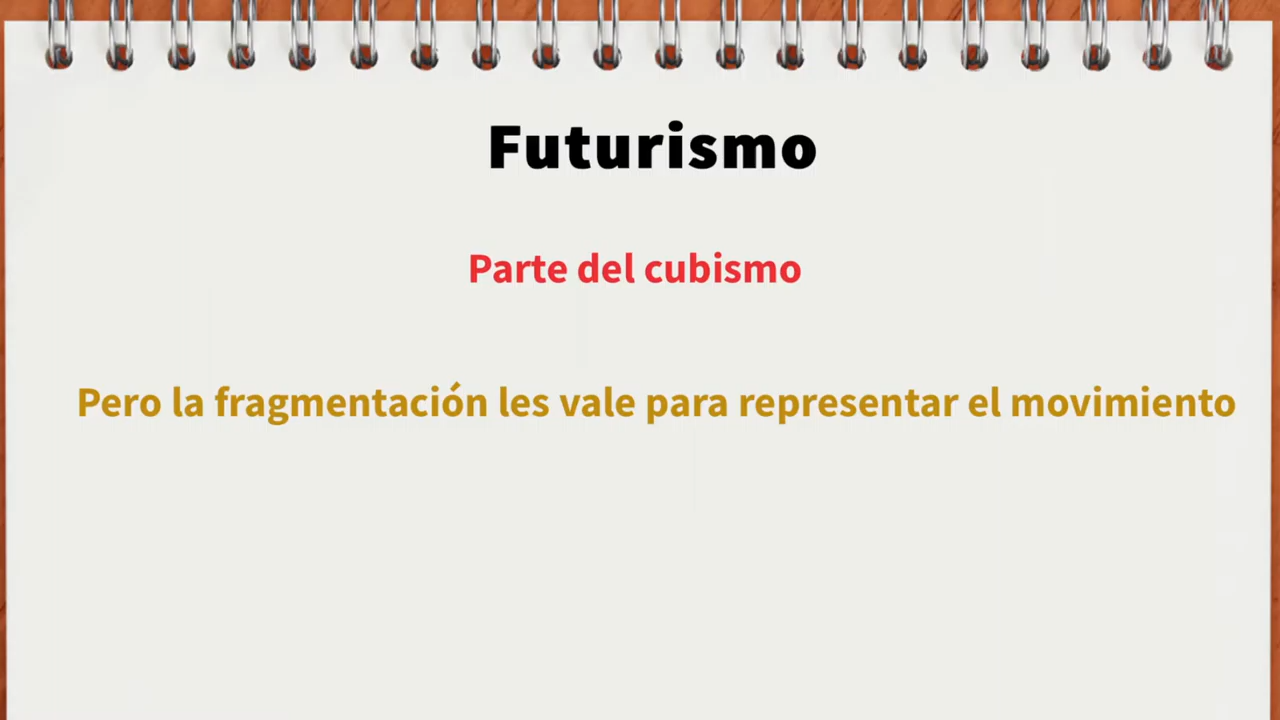 Futurismo
Parte del cubismo
Pero la fragmentación les vale para representar el movimiento